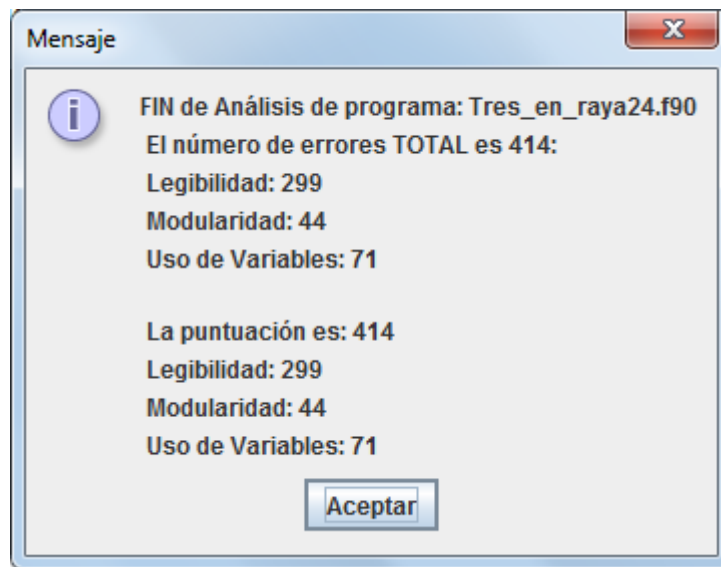 Mensaje
FIN de Análisis de programa: Tres_en_raya24.f90
El número de errores TOTAL es 414:
Legibilidad: 299
Modularidad: 44
Uso de Variables: 71
La puntuación es: 414
Legibilidad: 299
Modularidad: 44
Uso de Variables: 71
Aceptar